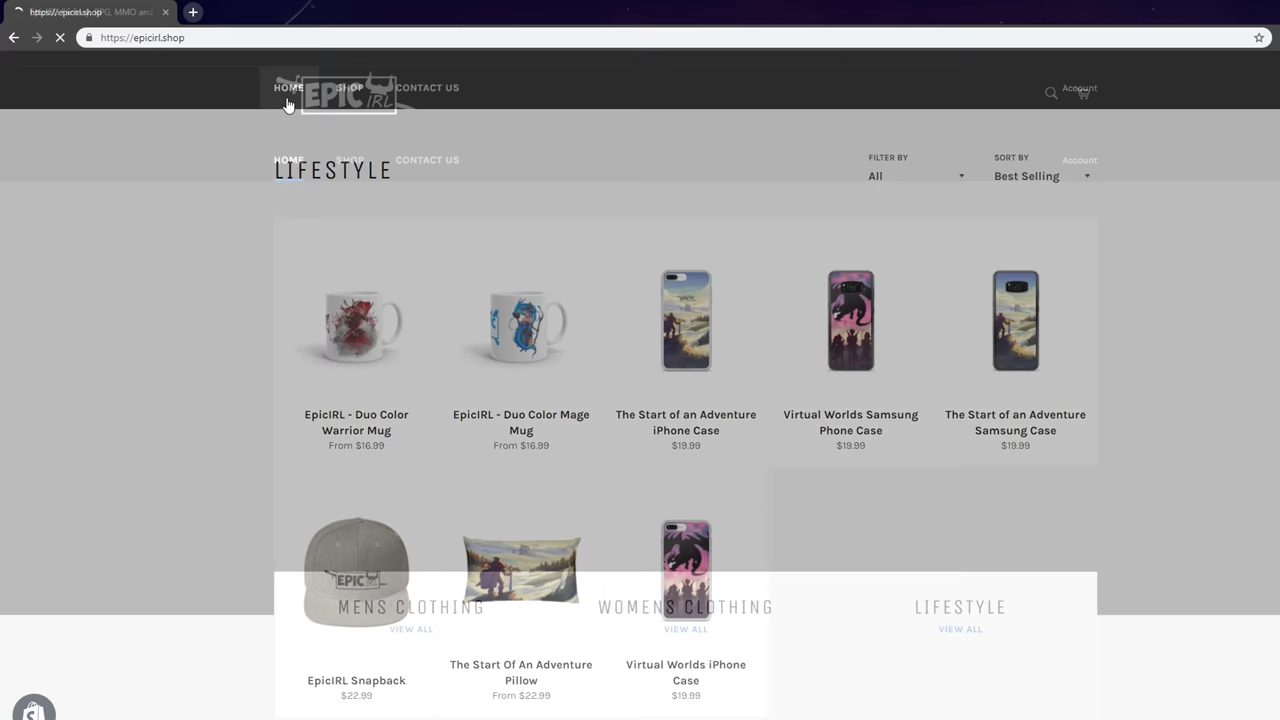 https://epicirl.shop
https://epicirl.shop
HOME SHOP CONTACT US
EPIC IRL
Account
HOME SHOP CONTACT US
Account
LIFESTYLE
FILTER BY
All
SORT BY
Best Selling
EpicIRL - Duo Color
Warrior Mug
From $16.99
EpicIRL - Duo Color Mage
Mug
From $16.99
The Start of an Adventure
iPhone Case
$19.99
Virtual Worlds Samsung
Phone Case
$19.99
The Start of an Adventure
Samsung Case
$19.99
EPIC IRL
MENS CLOTHING
VIEW ALL
WOMENS CLOTHING
VIEW ALL
LIFESTYLE
VIEW ALL
EpicIRL Snapback
$22.99
The Start Of An Adventure
Pillow
From $22.99
Virtual Worlds iPhone
Case
$19.99